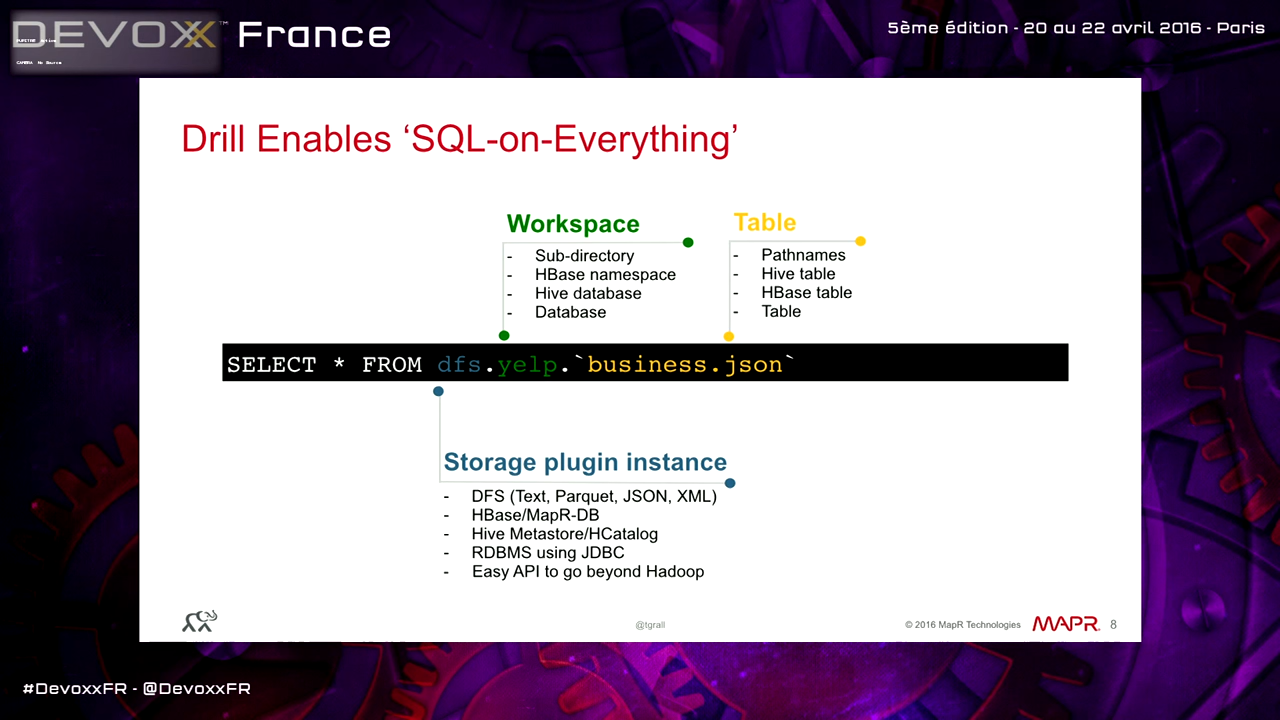 DEVOXX™ France
5ème édition - 20 au 22 avril 2016 - Paris
Drill Enables ‘SQL-on-Everything’
Workspace
- Sub-directory
- HBase namespace
- Hive database
- Database
Table
- Pathnames
- Hive table
- HBase table
- Table
SELECT * FROM dfs.yelp.`business.json`
Storage plugin instance
- DFS (Text, Parquet, JSON, XML)
- HBase/MapR-DB
- Hive Metastore/HCatalog
- RDBMS using JDBC
- Easy API to go beyond Hadoop
@tgrall
© 2016 MapR Technologies MAPR. 8
#DevoxxFR - @DevoxxFR